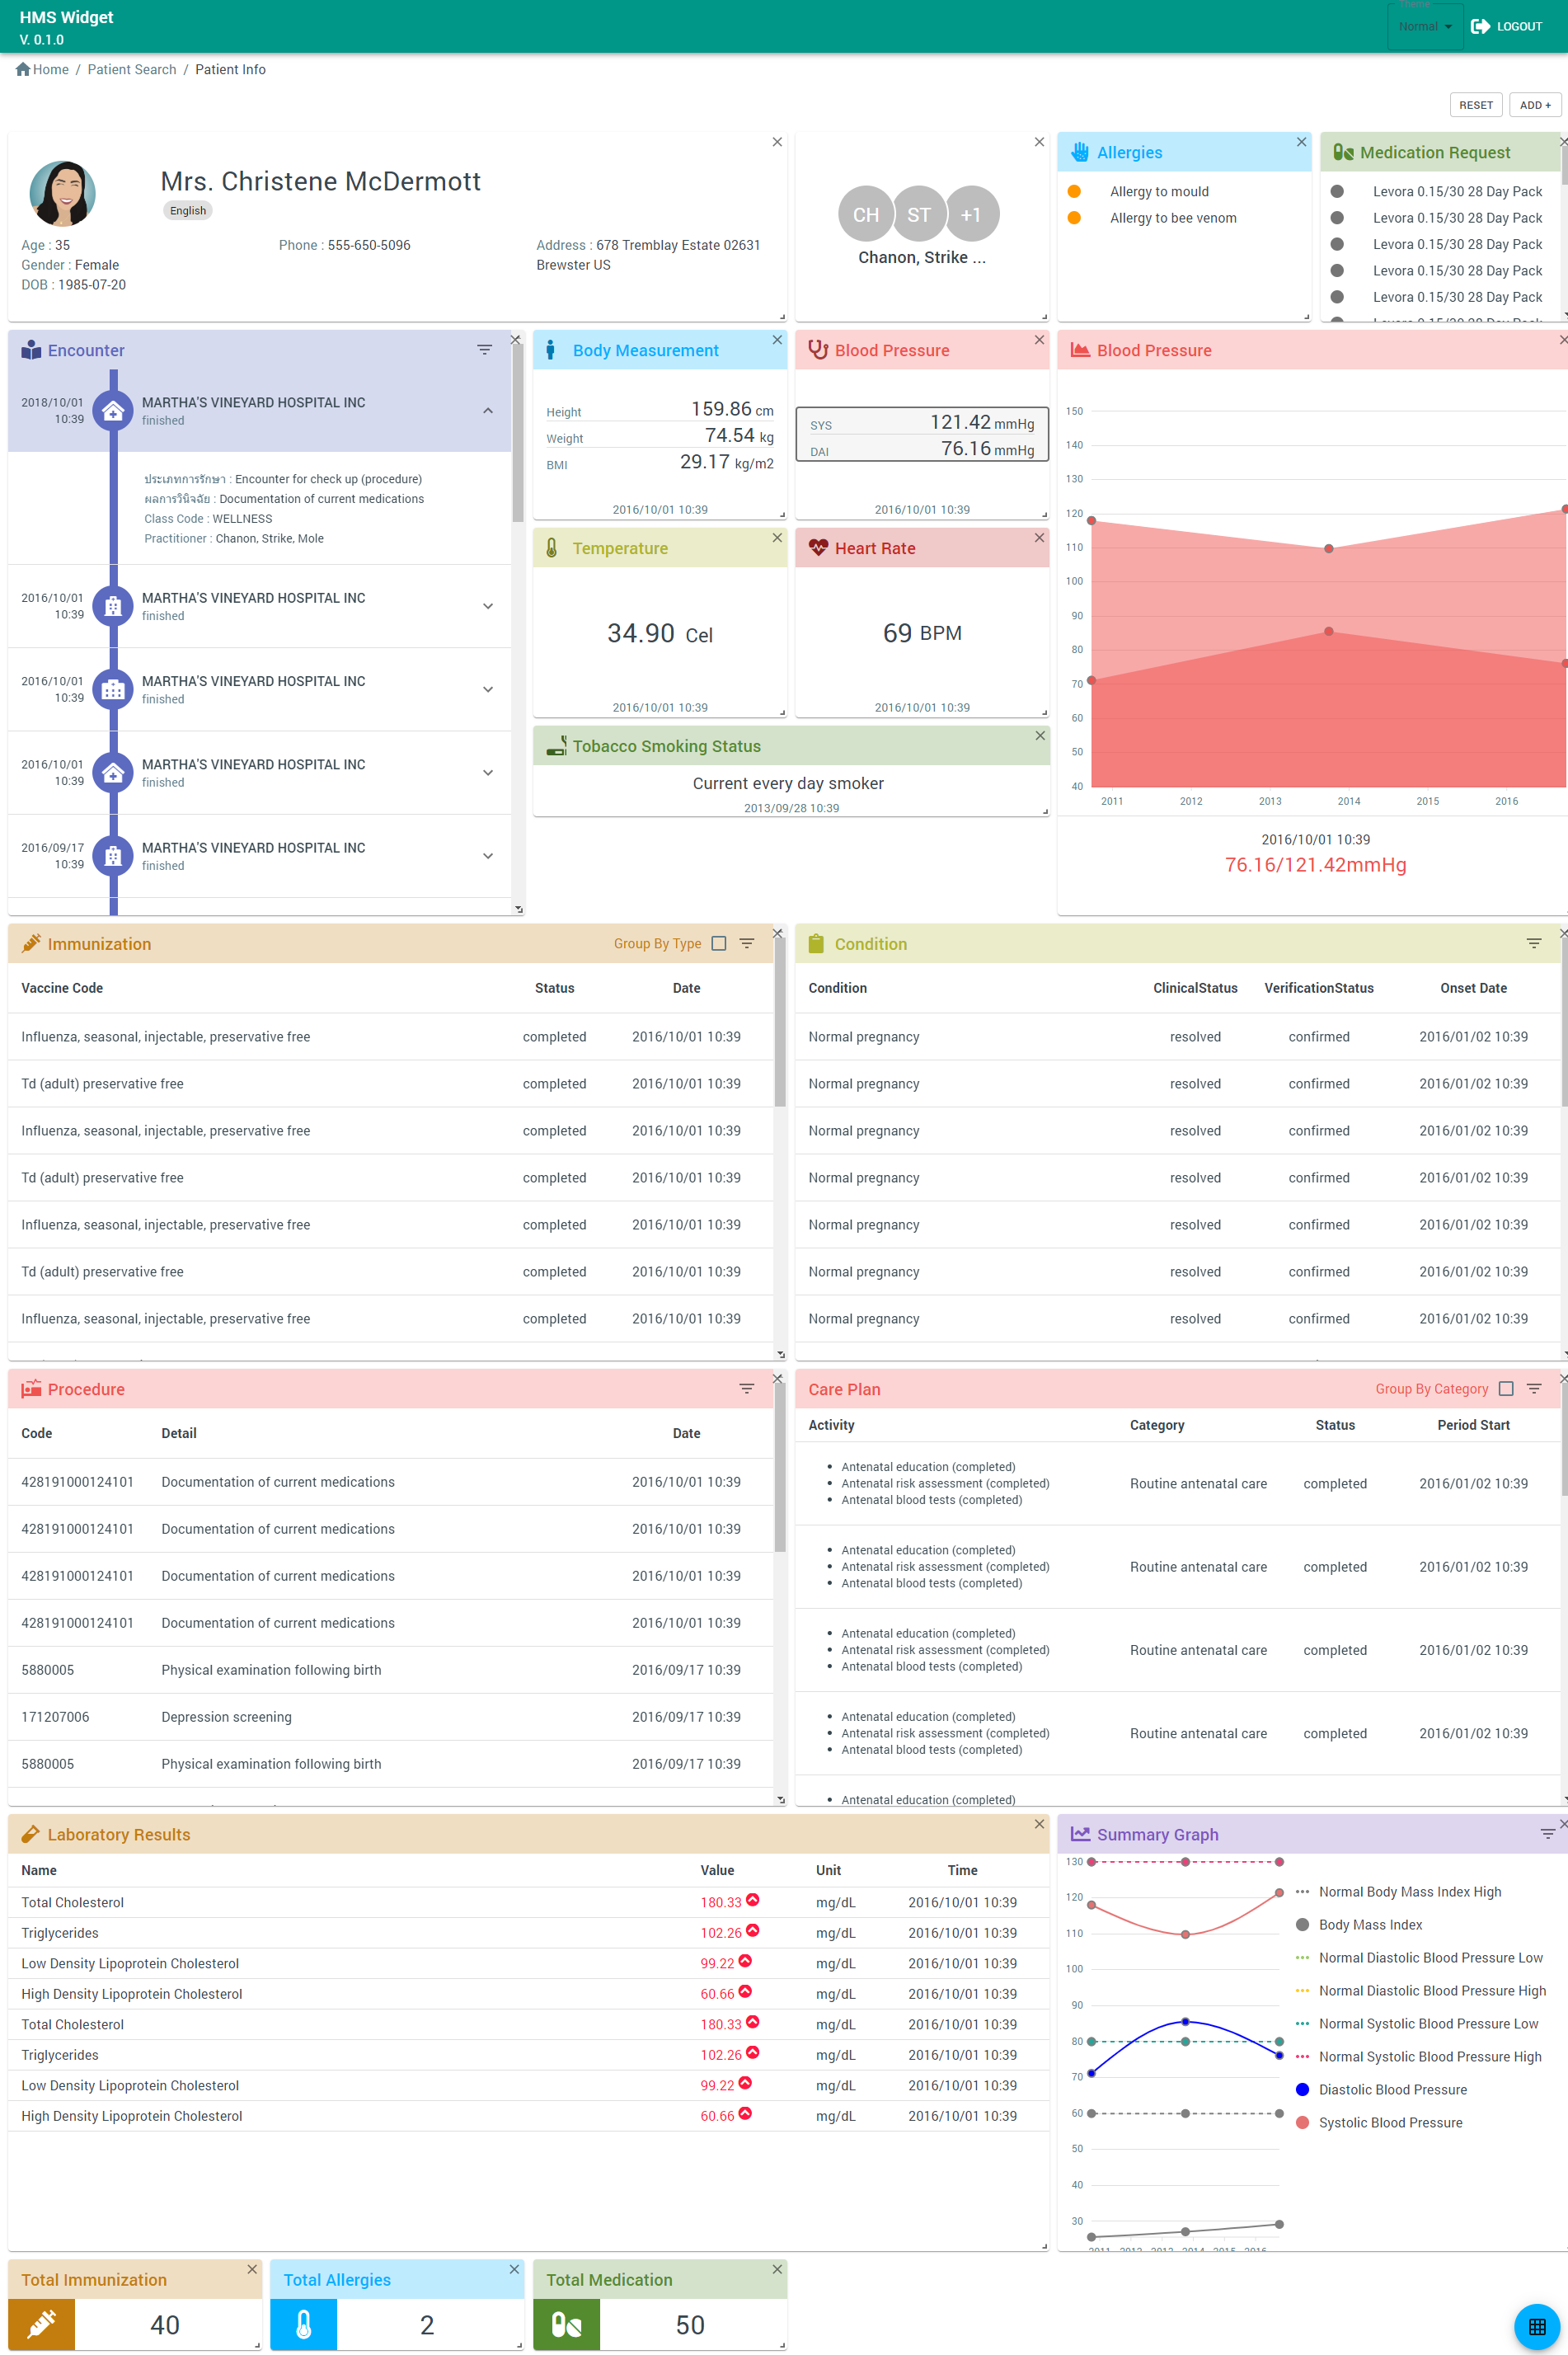 HMS Widget
V. 0.1.0
Theme
Normal
LOGOUT
Home / Patient Search / Patient Info
RESET
ADD +
Mrs. Christene McDermott
English
Age : 35
Gender : Female
DOB : 1985-07-20
Phone : 555-650-5096
Address : 678 Tremblay Estate 02631
Brewster US
CH ST +1
Chanon, Strike ...
Allergies
Allergy to mould
Allergy to bee venom
Medication Request
Levora 0.15/30 28 Day Pack
Levora 0.15/30 28 Day Pack
Levora 0.15/30 28 Day Pack
Levora 0.15/30 28 Day Pack
Levora 0.15/30 28 Day Pack
Levora 0.15/30 28 Day Pack
Encounter
2018/10/01 10:39
MARTHA'S VINEYARD HOSPITAL INC
finished
ประเภทการรักษา : Encounter for check up (procedure)
ผลการวินิจฉัย : Documentation of current medications
Class Code : WELLNESS
Practitioner : Chanon, Strike, Mole
2016/10/01 10:39
MARTHA'S VINEYARD HOSPITAL INC
finished
2016/10/01 10:39
MARTHA'S VINEYARD HOSPITAL INC
finished
2016/10/01 10:39
MARTHA'S VINEYARD HOSPITAL INC
finished
2016/09/17 10:39
MARTHA'S VINEYARD HOSPITAL INC
finished
Body Measurement
Height 159.86 cm
Weight 74.54 kg
BMI 29.17 kg/m2
2016/10/01 10:39
Blood Pressure
SYS 121.42 mmHg
DAI 76.16 mmHg
2016/10/01 10:39
Temperature
34.90 Cel
2016/10/01 10:39
Heart Rate
69 BPM
2016/10/01 10:39
Tobacco Smoking Status
Current every day smoker
2013/09/28 10:39
Blood Pressure
150
140
130
120
110
100
90
80
70
60
50
40
2011 2012 2013 2014 2015 2016
2016/10/01 10:39
76.16/121.42mmHg
Immunization
Group By Type
Vaccine Code Status Date
Influenza, seasonal, injectable, preservative free completed 2016/10/01 10:39
Td (adult) preservative free completed 2016/10/01 10:39
Influenza, seasonal, injectable, preservative free completed 2016/10/01 10:39
Td (adult) preservative free completed 2016/10/01 10:39
Influenza, seasonal, injectable, preservative free completed 2016/10/01 10:39
Td (adult) preservative free completed 2016/10/01 10:39
Influenza, seasonal, injectable, preservative free completed 2016/10/01 10:39
Condition
Condition ClinicalStatus VerificationStatus Onset Date
Normal pregnancy resolved confirmed 2016/01/02 10:39
Normal pregnancy resolved confirmed 2016/01/02 10:39
Normal pregnancy resolved confirmed 2016/01/02 10:39
Normal pregnancy resolved confirmed 2016/01/02 10:39
Normal pregnancy resolved confirmed 2016/01/02 10:39
Normal pregnancy resolved confirmed 2016/01/02 10:39
Normal pregnancy resolved confirmed 2016/01/02 10:39
Procedure
Code Detail Date
428191000124101 Documentation of current medications 2016/10/01 10:39
428191000124101 Documentation of current medications 2016/10/01 10:39
428191000124101 Documentation of current medications 2016/10/01 10:39
428191000124101 Documentation of current medications 2016/10/01 10:39
5880005 Physical examination following birth 2016/09/17 10:39
171207006 Depression screening 2016/09/17 10:39
5880005 Physical examination following birth 2016/09/17 10:39
Care Plan
Group By Category
Activity Category Status Period Start
Antenatal education (completed)
Antenatal risk assessment (completed)
Antenatal blood tests (completed)
Routine antenatal care completed 2016/01/02 10:39
Antenatal education (completed)
Antenatal risk assessment (completed)
Antenatal blood tests (completed)
Routine antenatal care completed 2016/01/02 10:39
Antenatal education (completed)
Antenatal risk assessment (completed)
Antenatal blood tests (completed)
Routine antenatal care completed 2016/01/02 10:39
Antenatal education (completed)
Antenatal risk assessment (completed)
Antenatal blood tests (completed)
Routine antenatal care completed 2016/01/02 10:39
Antenatal education (completed)
Laboratory Results
Name Value Unit Time
Total Cholesterol 180.33 mg/dL 2016/10/01 10:39
Triglycerides 102.26 mg/dL 2016/10/01 10:39
Low Density Lipoprotein Cholesterol 99.22 mg/dL 2016/10/01 10:39
High Density Lipoprotein Cholesterol 60.66 mg/dL 2016/10/01 10:39
Total Cholesterol 180.33 mg/dL 2016/10/01 10:39
Triglycerides 102.26 mg/dL 2016/10/01 10:39
Low Density Lipoprotein Cholesterol 99.22 mg/dL 2016/10/01 10:39
High Density Lipoprotein Cholesterol 60.66 mg/dL 2016/10/01 10:39
Summary Graph
130
120
110
100
90
80
70
60
50
40
30
2011 2012 2013 2014 2015 2016
Normal Body Mass Index High
Body Mass Index
Normal Diastolic Blood Pressure Low
Normal Diastolic Blood Pressure High
Normal Systolic Blood Pressure Low
Normal Systolic Blood Pressure High
Diastolic Blood Pressure
Systolic Blood Pressure
Total Immunization
40
Total Allergies
2
Total Medication
50